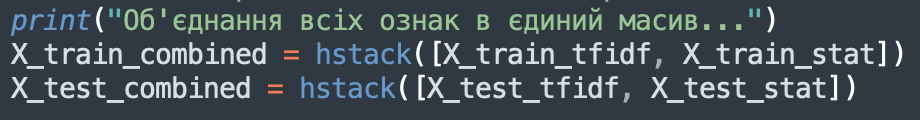 print("Об'єднання всіх ознак в єдиний масив...")
X_train_combined = hstack([X_train_tfidf, X_train_stat])
X_test_combined = hstack([X_test_tfidf, X_test_stat])